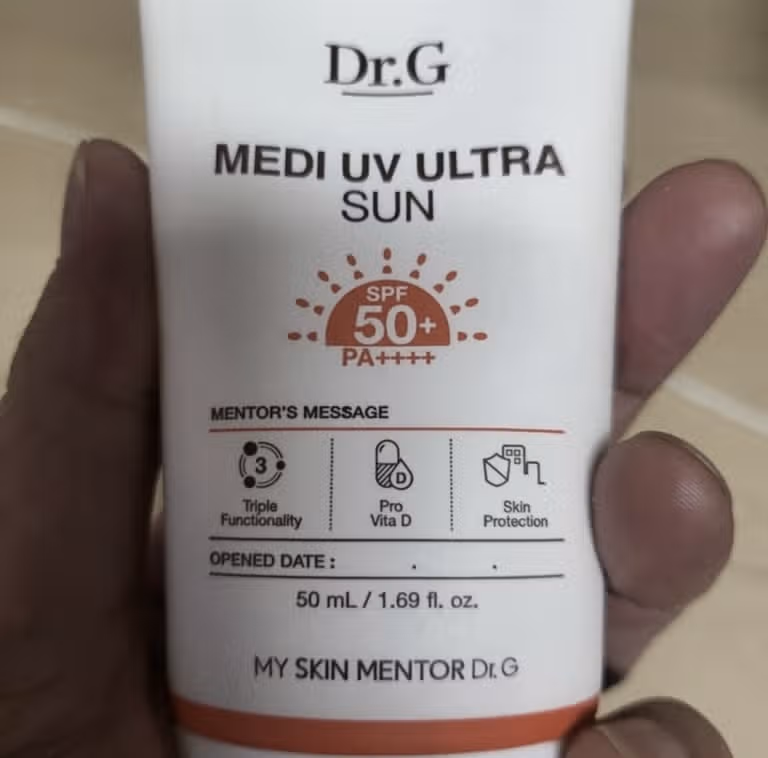 Dr.G
MEDI UV ULTRA
SUN
SPF
50+
PA++++
MENTOR'S MESSAGE
3
Triple
Functionality
D
Pro
Vita D
Skin
Protection
OPENED DATE : . .
50 mL / 1.69 fl. oz.
MY SKIN MENTOR Dr.G